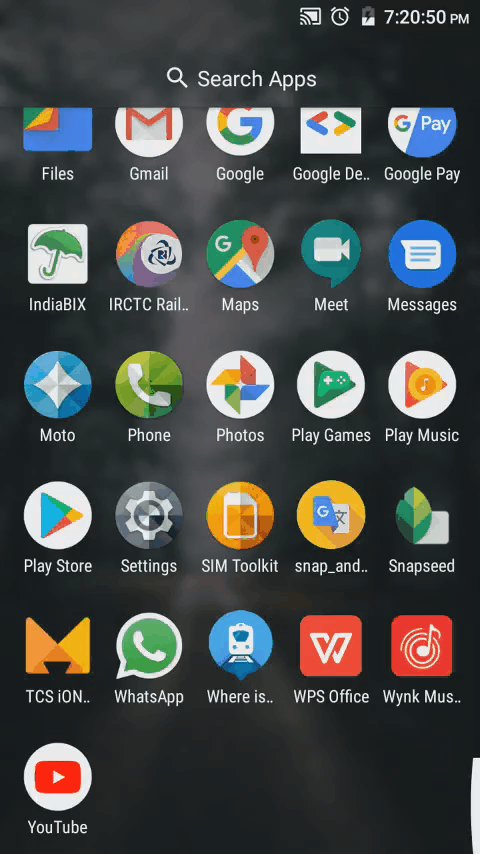 7:20:50 PM
Search Apps
Files Gmail Google Google De.. Google Pay
G Pay
IndiaBIX IRCTC Rail.. Maps Meet Messages
Moto Phone Photos Play Games Play Music
Play Store Settings SIM Toolkit snap_and.. Snapseed
TCS iON.. WhatsApp Where is.. WPS Office Wynk Mus..
YouTube